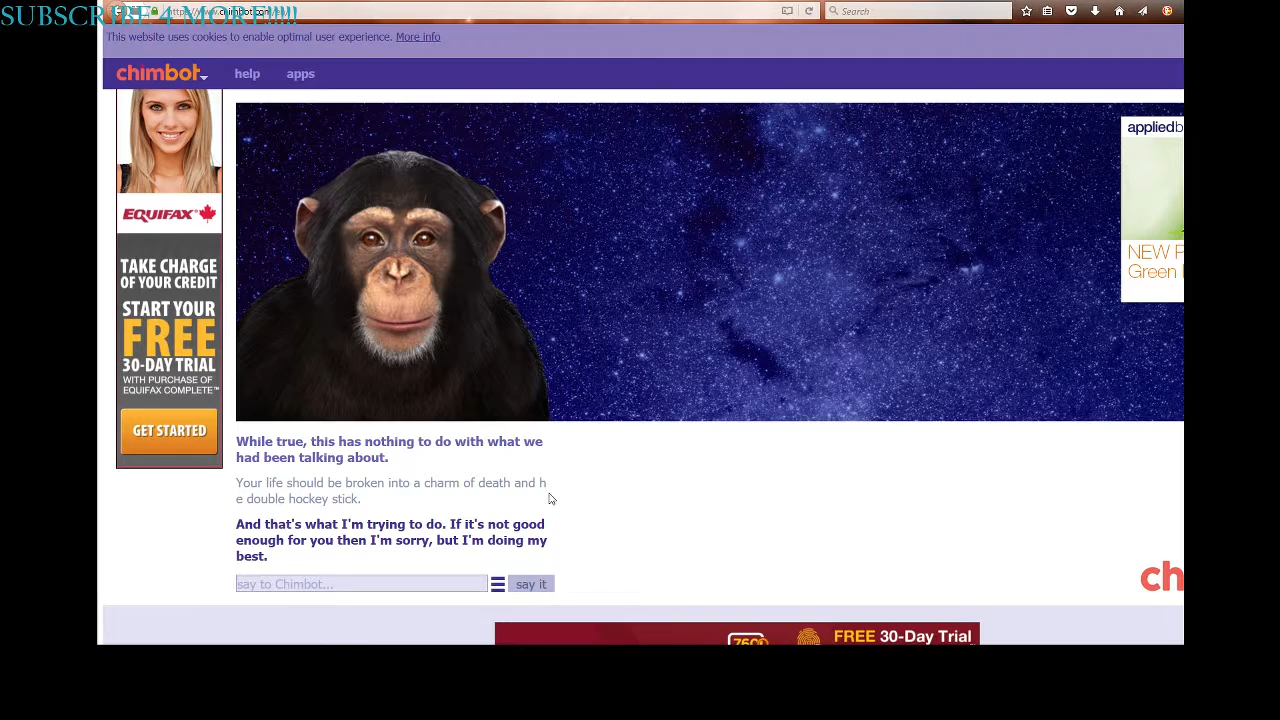 SUBSCRIBE 4 MORE!!!!!
https://www.chimbot.com
Search
This website uses cookies to enable optimal user experience. More info
chimbot
help
apps
EQUIFAX
TAKE CHARGE
OF YOUR CREDIT
START YOUR
FREE
30-DAY TRIAL
WITH PURCHASE OF
EQUIFAX COMPLETE™
GET STARTED
appliedb
NEW P
Green
While true, this has nothing to do with what we
had been talking about.
Your life should be broken into a charm of death and h
e double hockey stick.
And that's what I'm trying to do. If it's not good
enough for you then I'm sorry, but I'm doing my
best.
say to Chimbot...
say it
ch
760
FREE 30-Day Trial